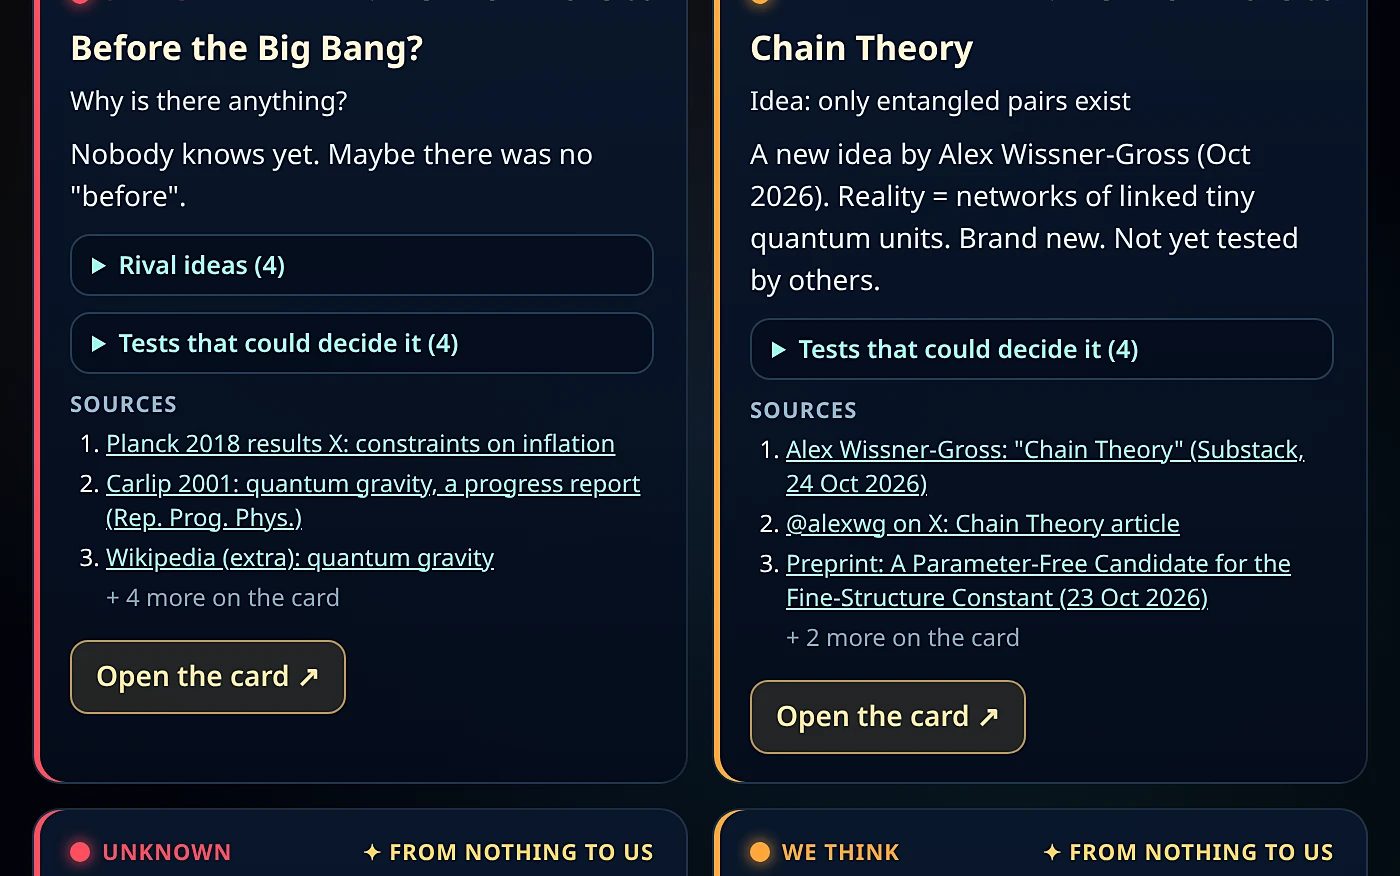 Before the Big Bang?
Why is there anything?
Nobody knows yet. Maybe there was no
"before".
▶ Rival ideas (4)
▶ Tests that could decide it (4)
SOURCES
1. Planck 2018 results X: constraints on inflation
2. Carlip 2001: quantum gravity, a progress report
(Rep. Prog. Phys.)
3. Wikipedia (extra): quantum gravity
+ 4 more on the card
Open the card ↗
Chain Theory
Idea: only entangled pairs exist
A new idea by Alex Wissner-Gross (Oct
2026). Reality = networks of linked tiny
quantum units. Brand new. Not yet tested
by others.
▶ Tests that could decide it (4)
SOURCES
1. Alex Wissner-Gross: "Chain Theory" (Substack,
24 Oct 2026)
2. @alexwg on X: Chain Theory article
3. Preprint: A Parameter-Free Candidate for the
Fine-Structure Constant (23 Oct 2026)
+ 2 more on the card
Open the card ↗
UNKNOWN
✦ FROM NOTHING TO US
WE THINK
✦ FROM NOTHING TO US